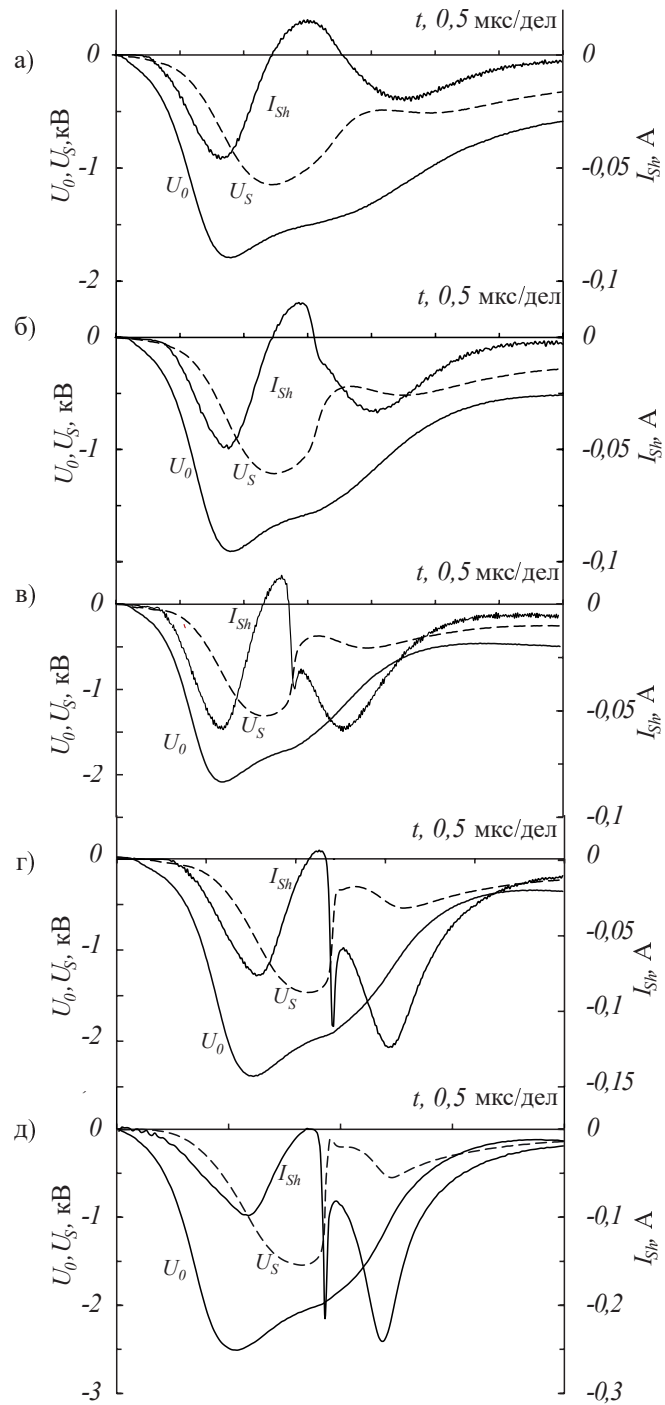 t, 0,5 мкс/дел
а)
0
0
I_Sh
-0,05
-1
U_0
U_S
-2
-0,1
U_0, U_S, кВ
I_Sh, А
t, 0,5 мкс/дел
б)
0
0
I_Sh
-0,05
-1
U_0
U_S
-0,1
U_0, U_S, кВ
I_Sh, А
t, 0,5 мкс/дел
в)
0
0
I_Sh
-1
-0,05
U_S
U_0
-2
-0,1
U_0, U_S, кВ
I_Sh, А
t, 0,5 мкс/дел
г)
0
0
I_Sh
-0,05
-1
U_S
-0,1
U_0
-2
-0,15
U_0, U_S, кВ
I_Sh, А
t, 0,5 мкс/дел
д)
0
0
I_Sh
-1
-0,1
U_0
U_S
-2
-0,2
-3
-0,3
U_0, U_S, кВ
I_Sh, А